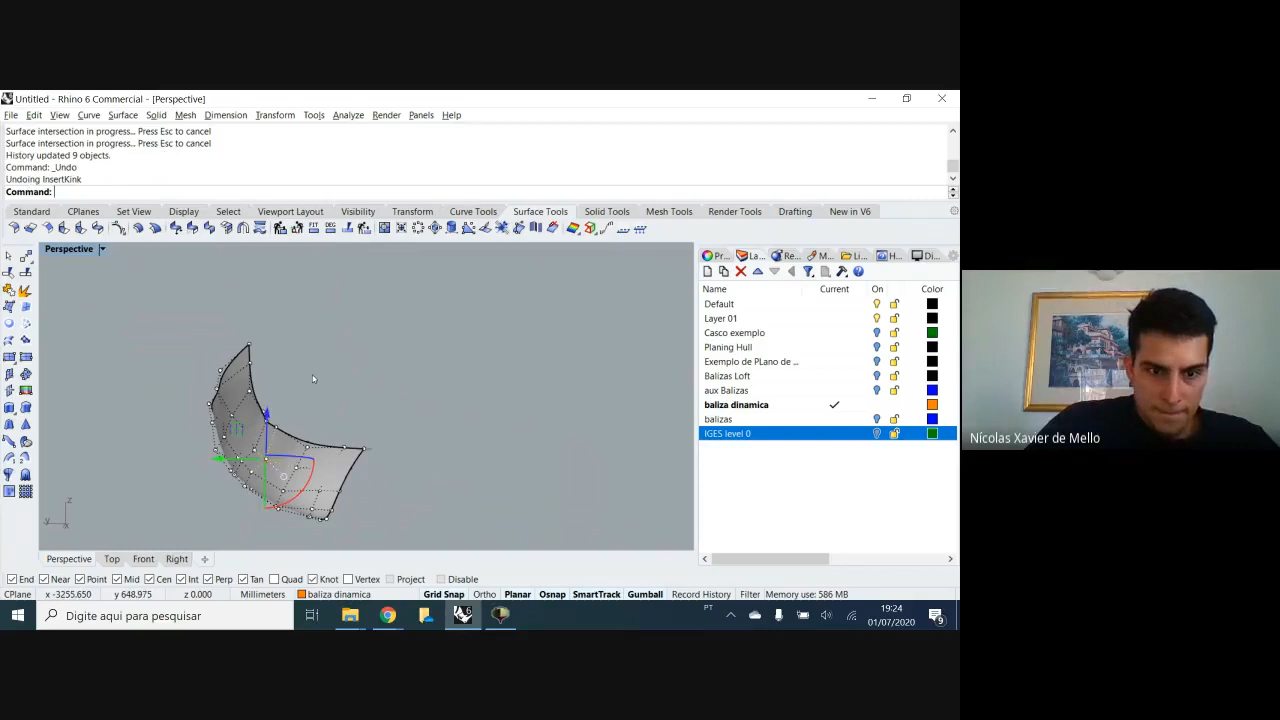 Untitled - Rhino 6 Commercial - [Perspective]
File Edit View Curve Surface Solid Mesh Dimension Transform Tools Analyze Render Panels Help
Surface intersection in progress... Press Esc to cancel
Surface intersection in progress... Press Esc to cancel
History updated 9 objects.
Command: _Undo
Undoing InsertKink
Command:
Standard CPlanes Set View Display Select Viewport Layout Visibility Transform Curve Tools Surface Tools Solid Tools Mesh Tools Render Tools Drafting New in V6
Perspective
Pr... La... Re... M... Li... H... Di...
Name Current On Color
Default
Layer 01
Casco exemplo
Planing Hull
Exemplo de PLano de ...
Balizas Loft
aux Balizas
baliza dinamica
balizas
IGES level 0
z
y
x
Nícolas Xavier de Mello
Perspective Top Front Right
End Near Point Mid Cen Int Perp Tan Quad Knot Vertex Project Disable
CPlane x -3255.650 y 648.975 z 0.000 Millimeters baliza dinamica Grid Snap Ortho Planar Osnap SmartTrack Gumball Record History Filter Memory use: 586 MB
Digite aqui para pesquisar
PT
19:24
01/07/2020
9